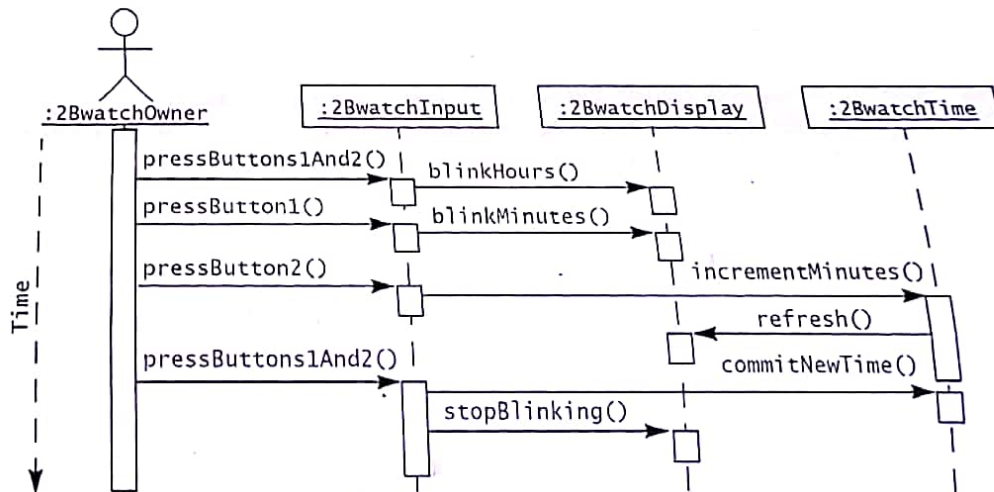 :2BwatchOwner
:2BwatchInput
:2BwatchDisplay
:2BwatchTime
pressButtons1And2()
blinkHours()
pressButton1()
blinkMinutes()
pressButton2()
incrementMinutes()
refresh()
Time
pressButtons1And2()
commitNewTime()
stopBlinking()